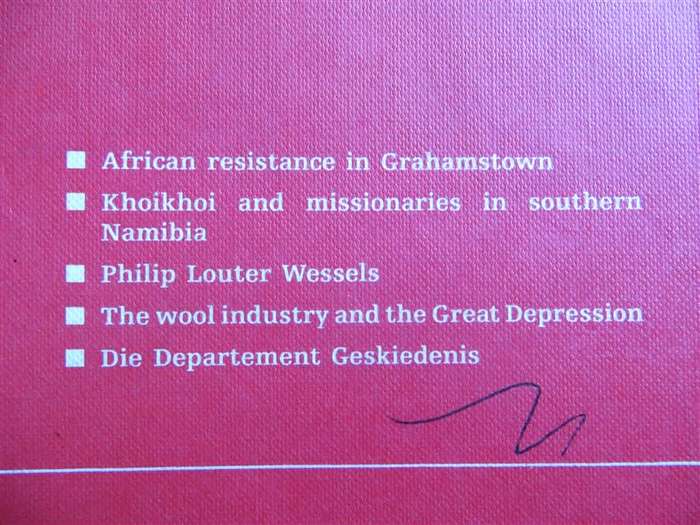 African resistance in Grahamstown
Khoikhoi and missionaries in southern
Namibia
Philip Louter Wessels
The wool industry and the Great Depression
Die Departement Geskiedenis